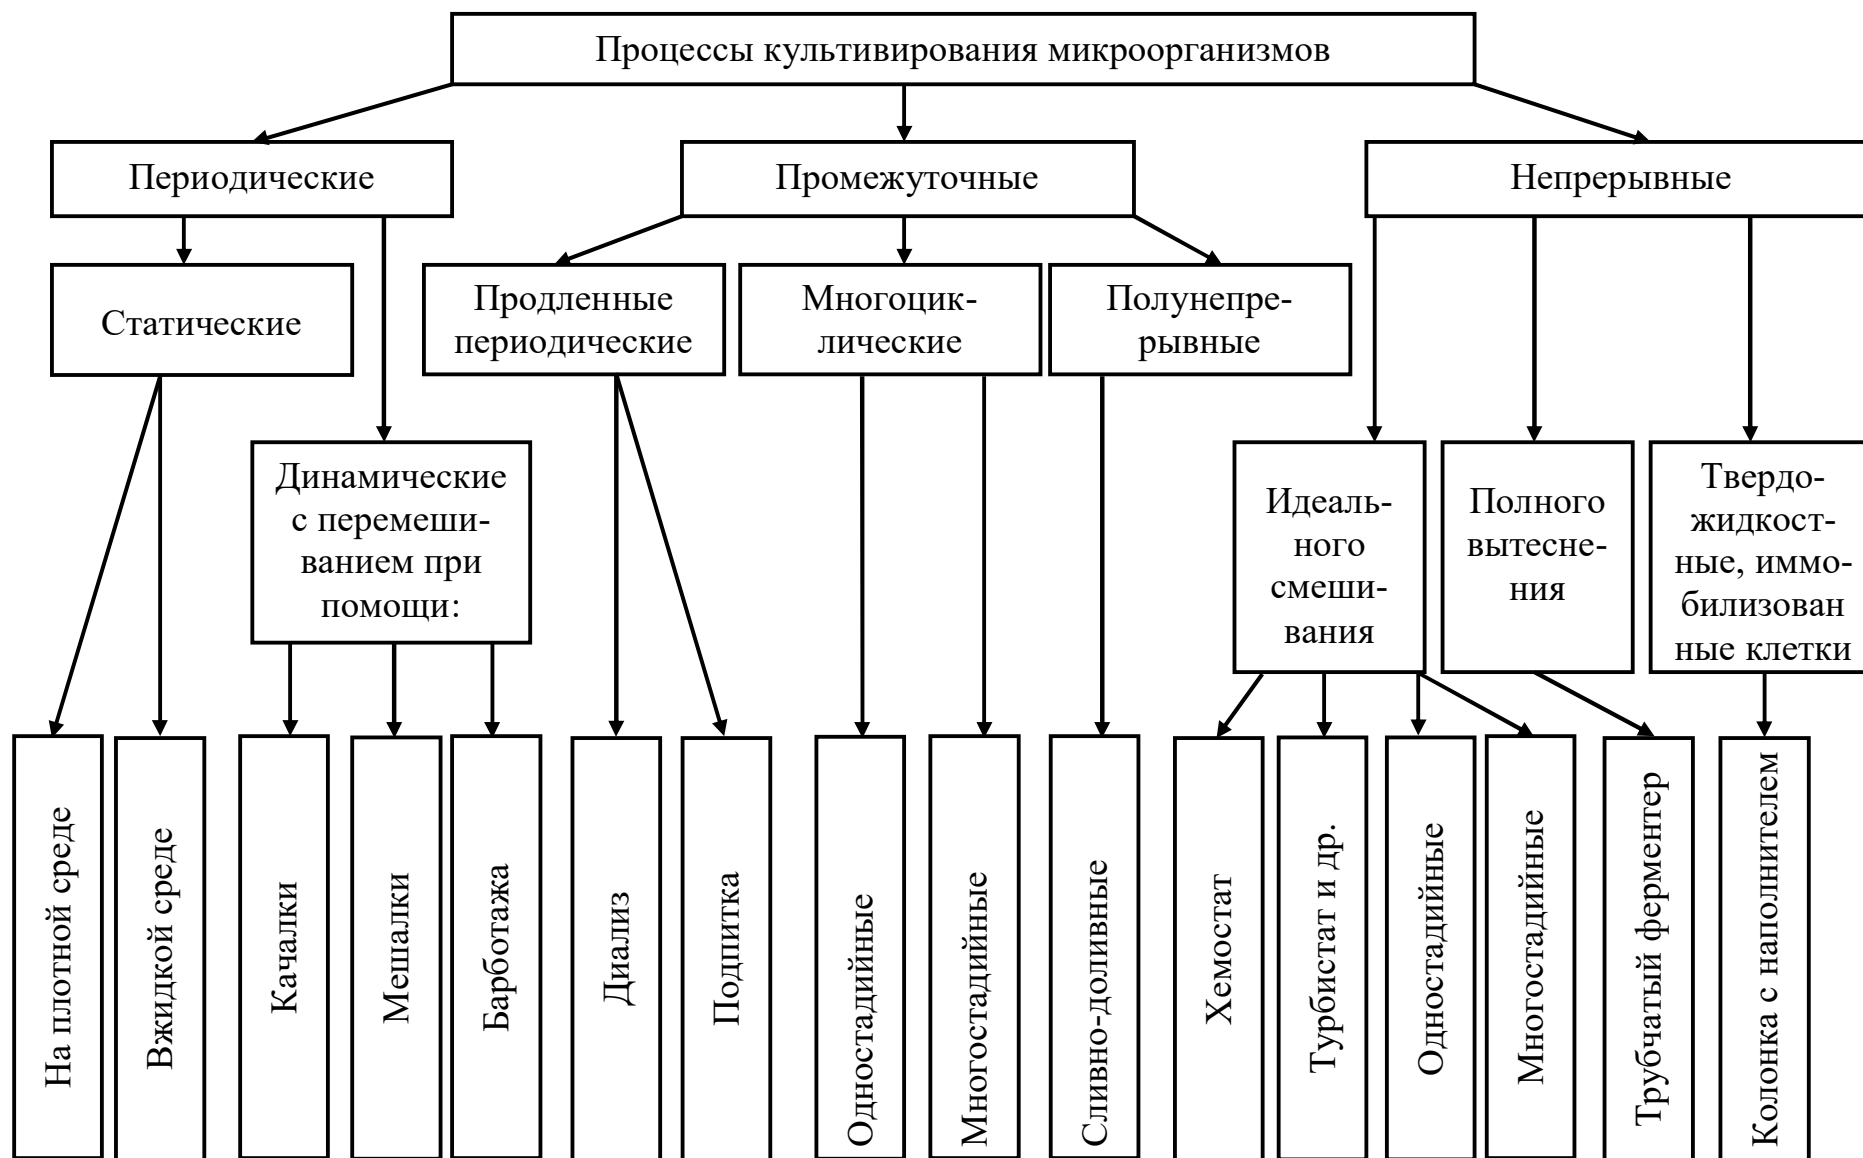 Процессы культивирования микроорганизмов
Периодические
Промежуточные
Непрерывные
Статические
Продленные
периодические
Многоцик-
лические
Полунепре-
рывные
Динамические
с перемеши-
ванием при
помощи:
Идеаль-
ного
смеши-
вания
Полного
вытесне-
ния
Твердо-
жидкост-
ные, иммо-
билизован
ные клетки
На плотной среде
Вжидкой среде
Качалки
Мешалки
Барботажа
Диализ
Подпитка
Одностадийные
Многостадийные
Сливно-доливные
Хемостат
Турбистат и др.
Одностадийные
Многостадийные
Трубчатый ферментер
Колонка с наполнителем